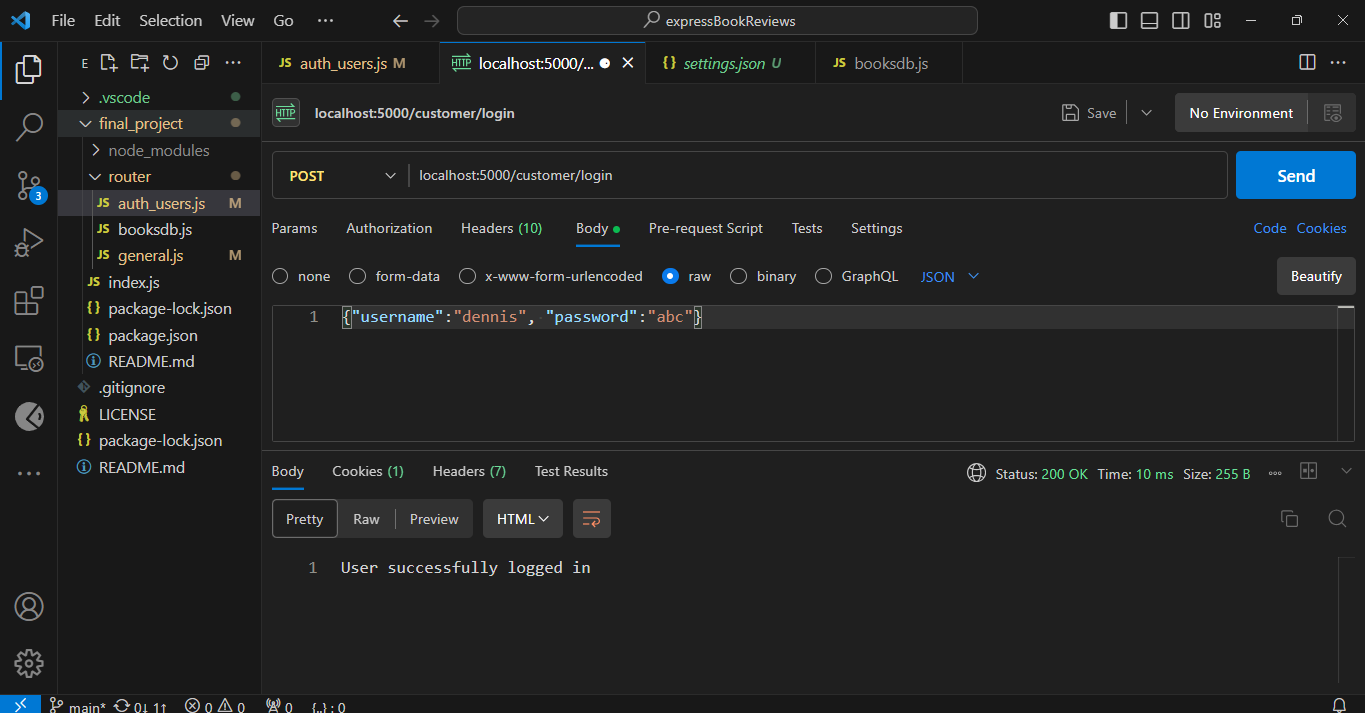 File Edit Selection View Go ··· expressBookReviews
E
JS auth_users.js M
HTTP localhost:5000/... ● ×
{} settings.json U
JS booksdb.js
.vscode
final_project
node_modules
router
JS auth_users.js M
JS booksdb.js
JS general.js M
JS index.js
{} package-lock.json
{} package.json
README.md
.gitignore
LICENSE
{} package-lock.json
README.md
3
HTTP localhost:5000/customer/login Save No Environment
POST localhost:5000/customer/login Send
Params Authorization Headers (10) Body Pre-request Script Tests Settings Code Cookies
none form-data x-www-form-urlencoded raw binary GraphQL JSON Beautify
1 {"username":"dennis", "password":"abc"}
Body Cookies (1) Headers (7) Test Results Status: 200 OK Time: 10 ms Size: 255 B
Pretty Raw Preview HTML
1 User successfully logged in
main* 0↓ 1↑ 0 0 0 {..} : 0